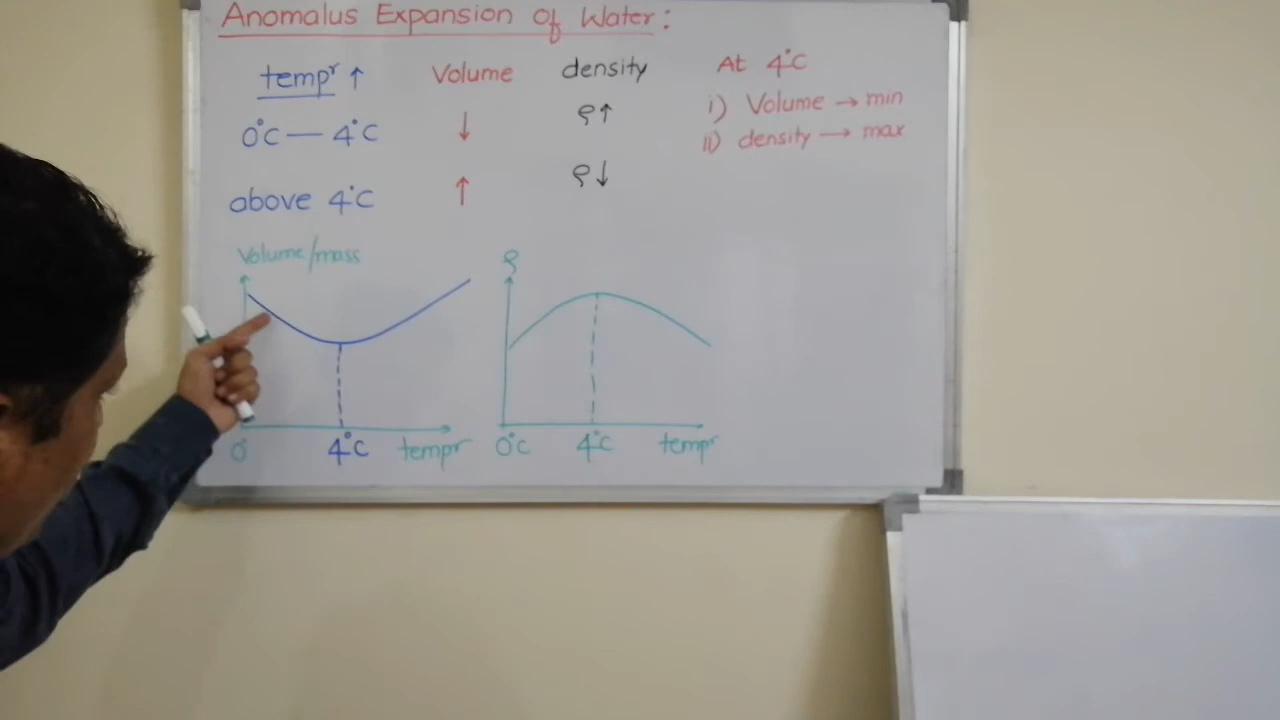 Anomalus Expansion of Water:
tempr ↑ Volume density
0°C — 4°C ↓ ρ↑
above 4°C ↑ ρ↓
At 4°C
i) Volume → min
ii) density → max
Volume/mass
0° 4°C tempr
ρ
0°C 4°C tempr